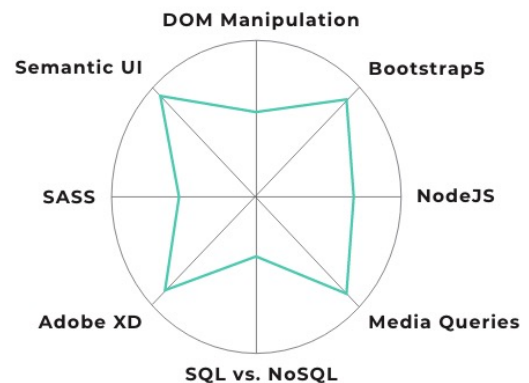 DOM Manipulation
Semantic UI
Bootstrap5
SASS
NodeJS
Adobe XD
Media Queries
SQL vs. NoSQL